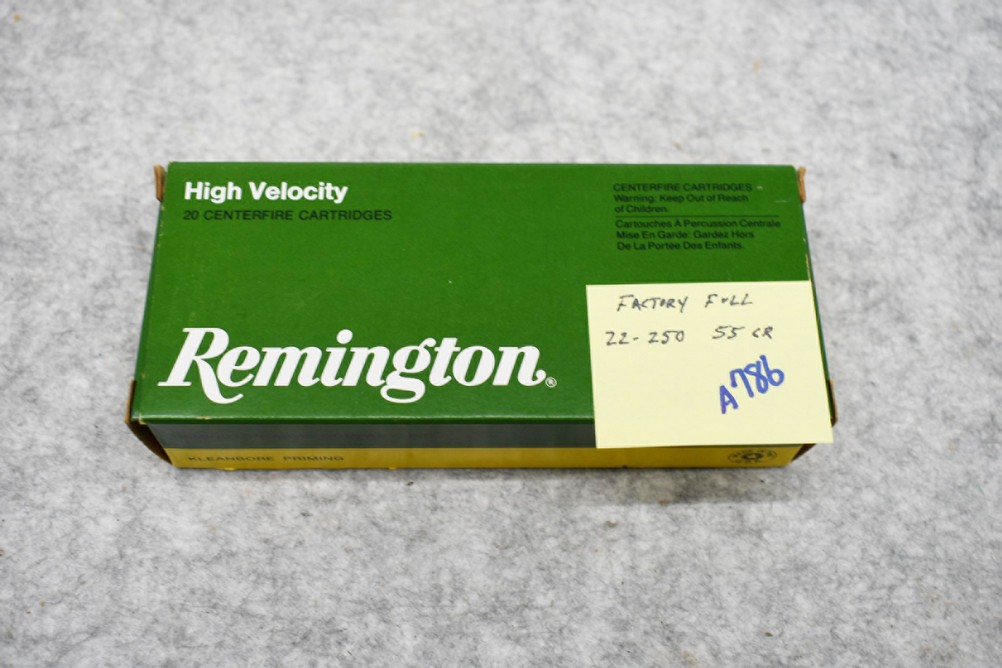 High Velocity
20 CENTERFIRE CARTRIDGES
CENTERFIRE CARTRIDGES
Warning: Keep Out of Reach
of Children.
Cartouches À Percussion Centrale
Mise En Garde: Gardez Hors
De La Portée Des Enfants.
Remington®
FACTORY FULL
22-250 55 GR
A786
KLEANBORE PRIMING